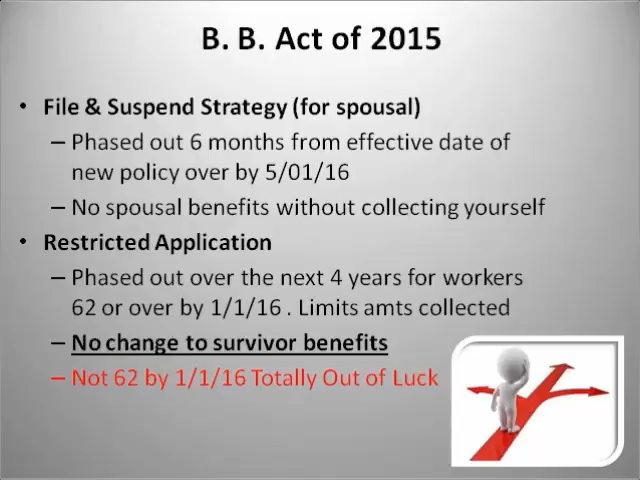 B. B. Act of 2015
• File & Suspend Strategy (for spousal)
– Phased out 6 months from effective date of
new policy over by 5/01/16
– No spousal benefits without collecting yourself
• Restricted Application
– Phased out over the next 4 years for workers
62 or over by 1/1/16 . Limits amts collected
– No change to survivor benefits
– Not 62 by 1/1/16 Totally Out of Luck